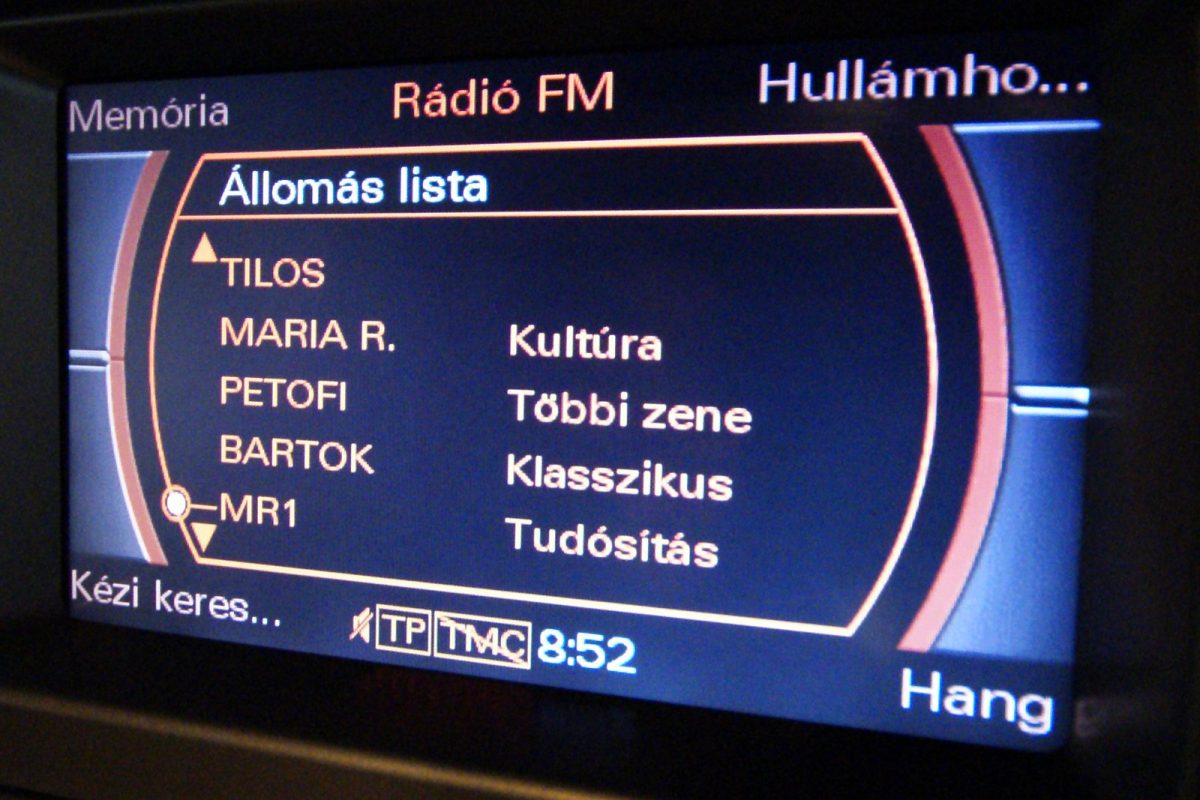 Memória
Rádió FM
Hullámho...
Állomás lista
TILOS
MARIA R. Kultúra
PETOFI Többi zene
BARTOK Klasszikus
MR1 Tudósítás
Kézi keres...
TP TMC 8:52
Hang